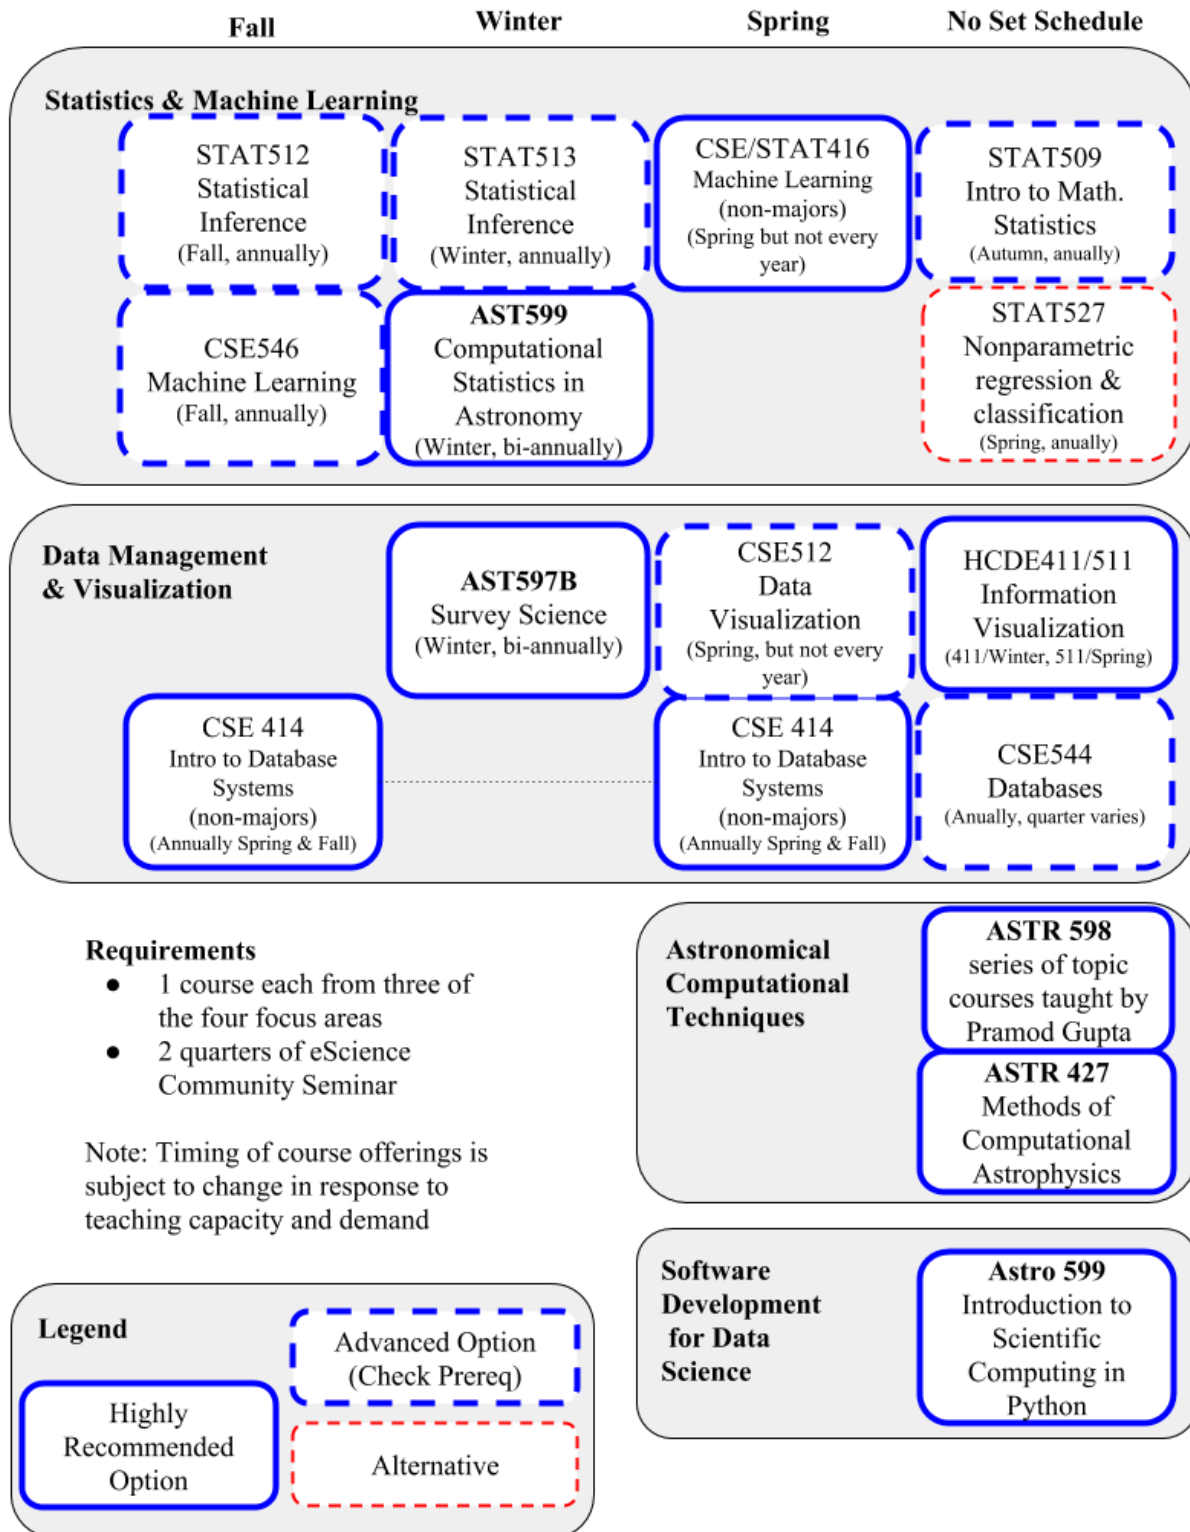 Fall
Winter
Spring
No Set Schedule
Statistics & Machine Learning
STAT512
Statistical
Inference
(Fall, annually)
STAT513
Statistical
Inference
(Winter, annually)
CSE/STAT416
Machine Learning
(non-majors)
(Spring but not every
year)
STAT509
Intro to Math.
Statistics
(Autumn, anually)
CSE546
Machine Learning
(Fall, annually)
AST599
Computational
Statistics in
Astronomy
(Winter, bi-annually)
STAT527
Nonparametric
regression &
classification
(Spring, anually)
Data Management
& Visualization
AST597B
Survey Science
(Winter, bi-annually)
CSE512
Data
Visualization
(Spring, but not every
year)
HCDE411/511
Information
Visualization
(411/Winter, 511/Spring)
CSE 414
Intro to Database
Systems
(non-majors)
(Annually Spring & Fall)
CSE 414
Intro to Database
Systems
(non-majors)
(Annually Spring & Fall)
CSE544
Databases
(Anually, quarter varies)
Requirements
● 1 course each from three of
the four focus areas
● 2 quarters of eScience
Community Seminar
Note: Timing of course offerings is
subject to change in response to
teaching capacity and demand
Astronomical
Computational
Techniques
ASTR 598
series of topic
courses taught by
Pramod Gupta
ASTR 427
Methods of
Computational
Astrophysics
Software
Development
for Data
Science
Astro 599
Introduction to
Scientific
Computing in
Python
Legend
Highly
Recommended
Option
Advanced Option
(Check Prereq)
Alternative